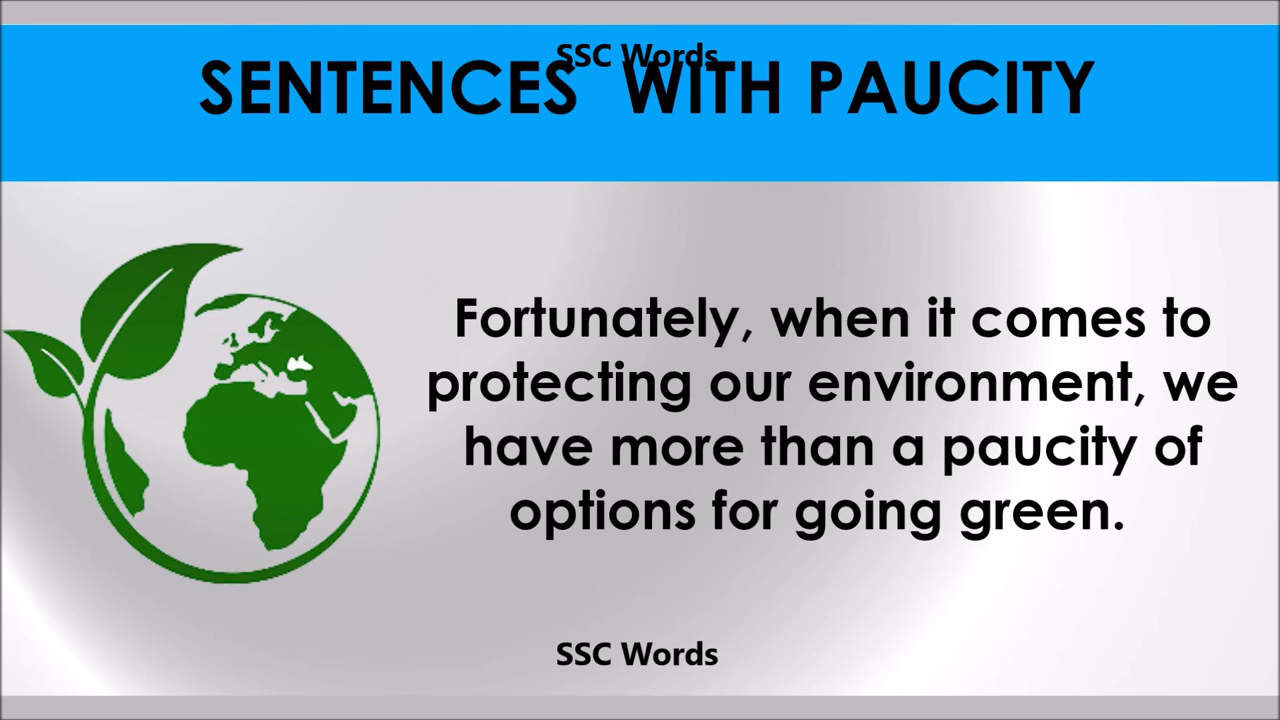 SSC Words
SENTENCES WITH PAUCITY
Fortunately, when it comes to
protecting our environment, we
have more than a paucity of
options for going green.
SSC Words